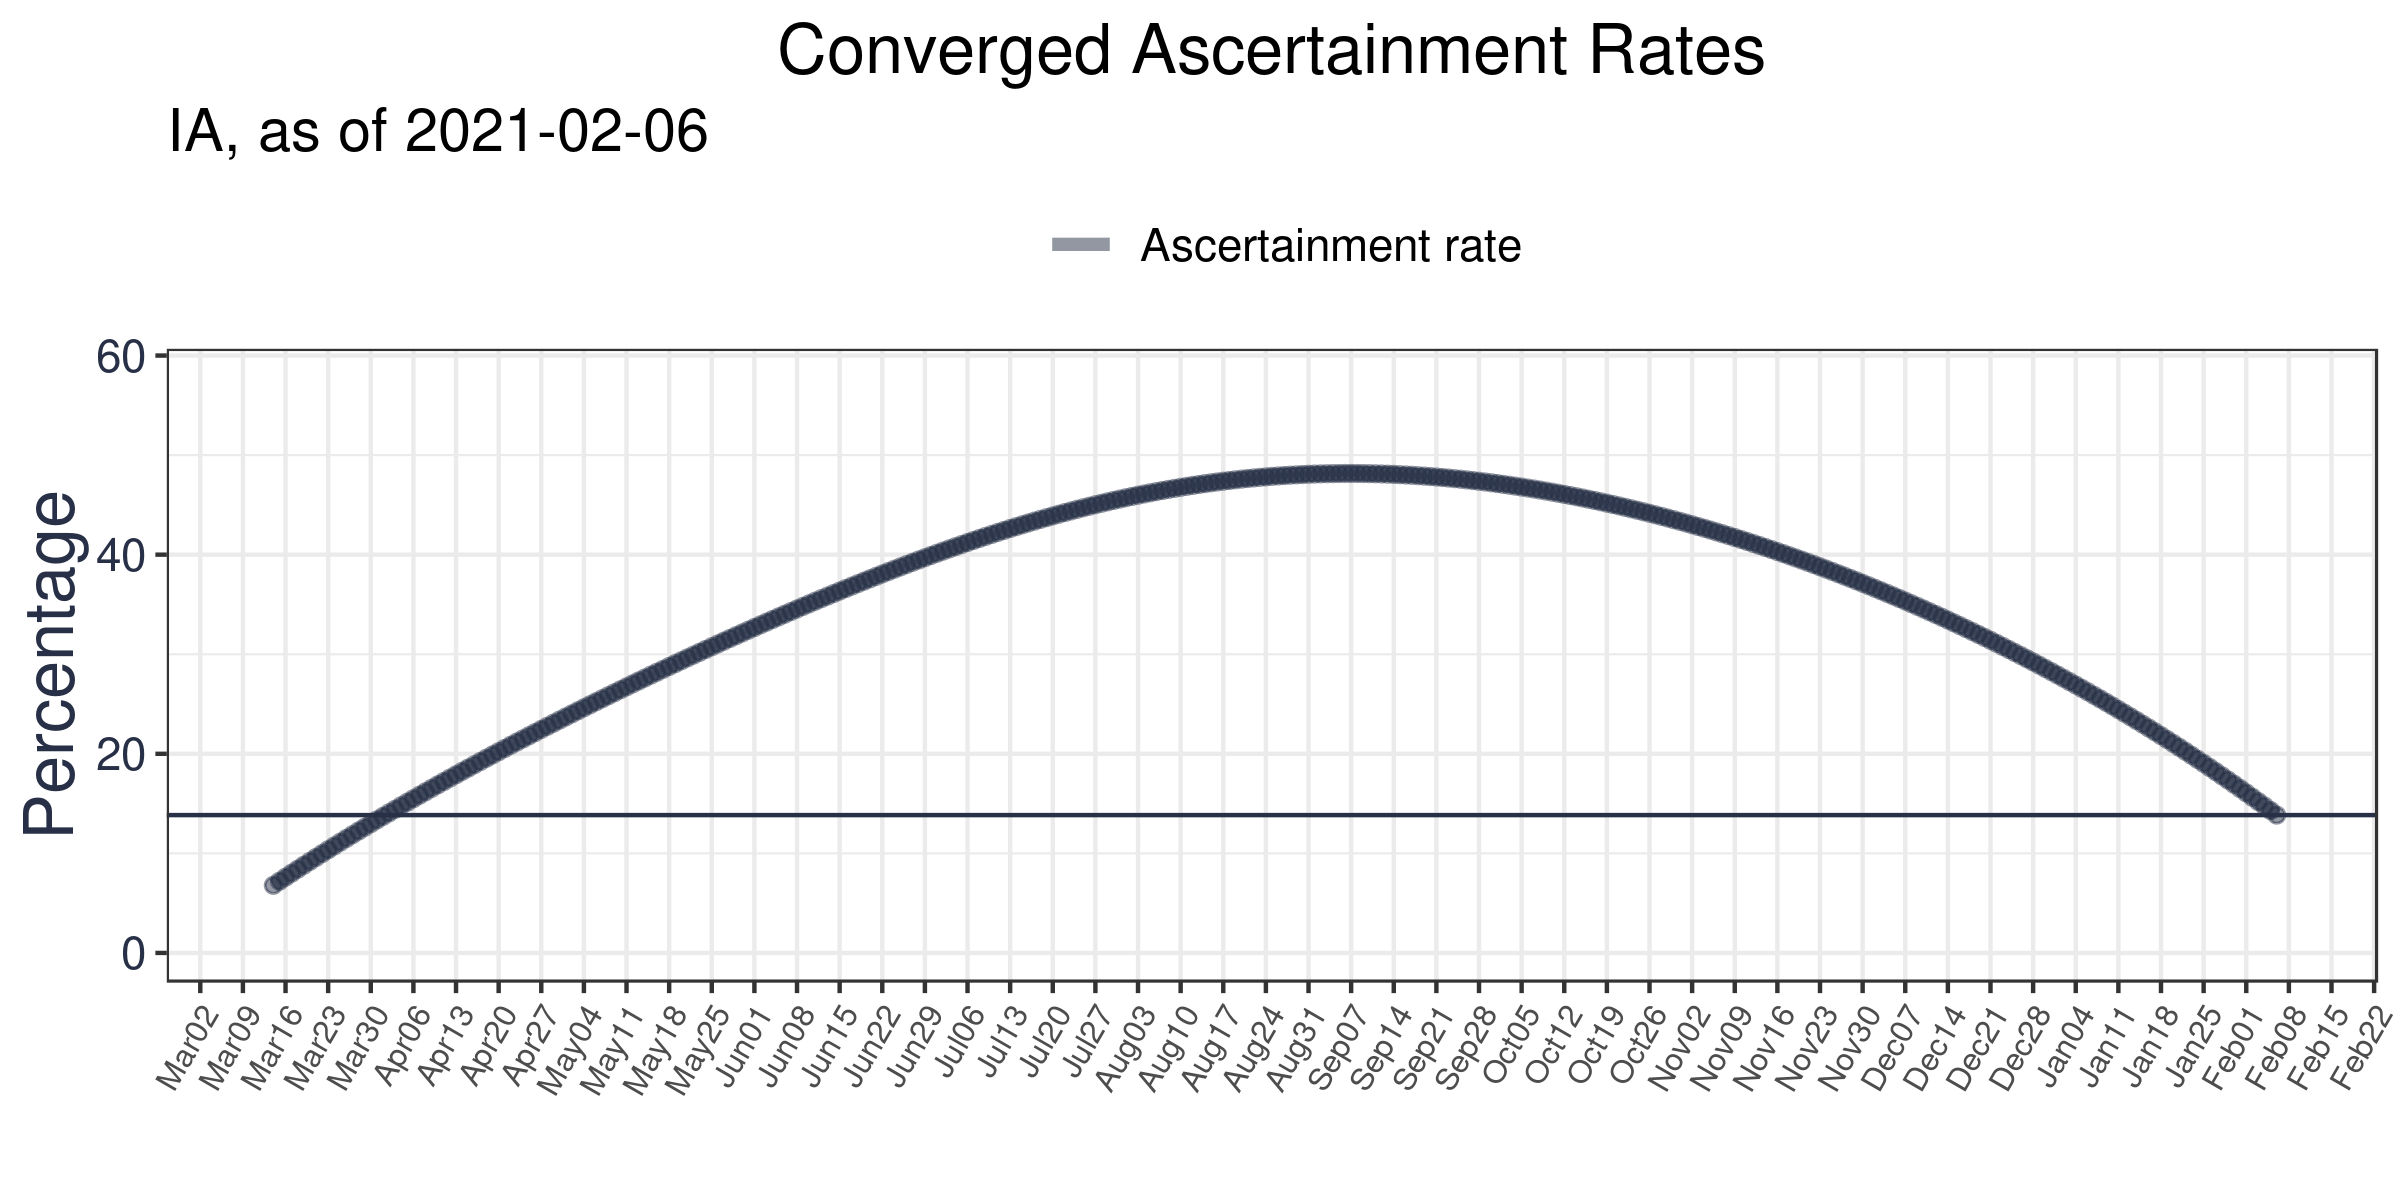 Converged Ascertainment Rates
IA, as of 2021-02-06
Ascertainment rate
Percentage
60
40
20
0
Mar02 Mar09 Mar16 Mar23 Mar30 Apr06 Apr13 Apr20 Apr27 May04 May11 May18 May25 Jun01 Jun08 Jun15 Jun22 Jun29 Jul06 Jul13 Jul20 Jul27 Aug03 Aug10 Aug17 Aug24 Aug31 Sep07 Sep14 Sep21 Sep28 Oct05 Oct12 Oct19 Oct26 Nov02 Nov09 Nov16 Nov23 Nov30 Dec07 Dec14 Dec21 Dec28 Jan04 Jan11 Jan18 Jan25 Feb01 Feb08 Feb15 Feb22